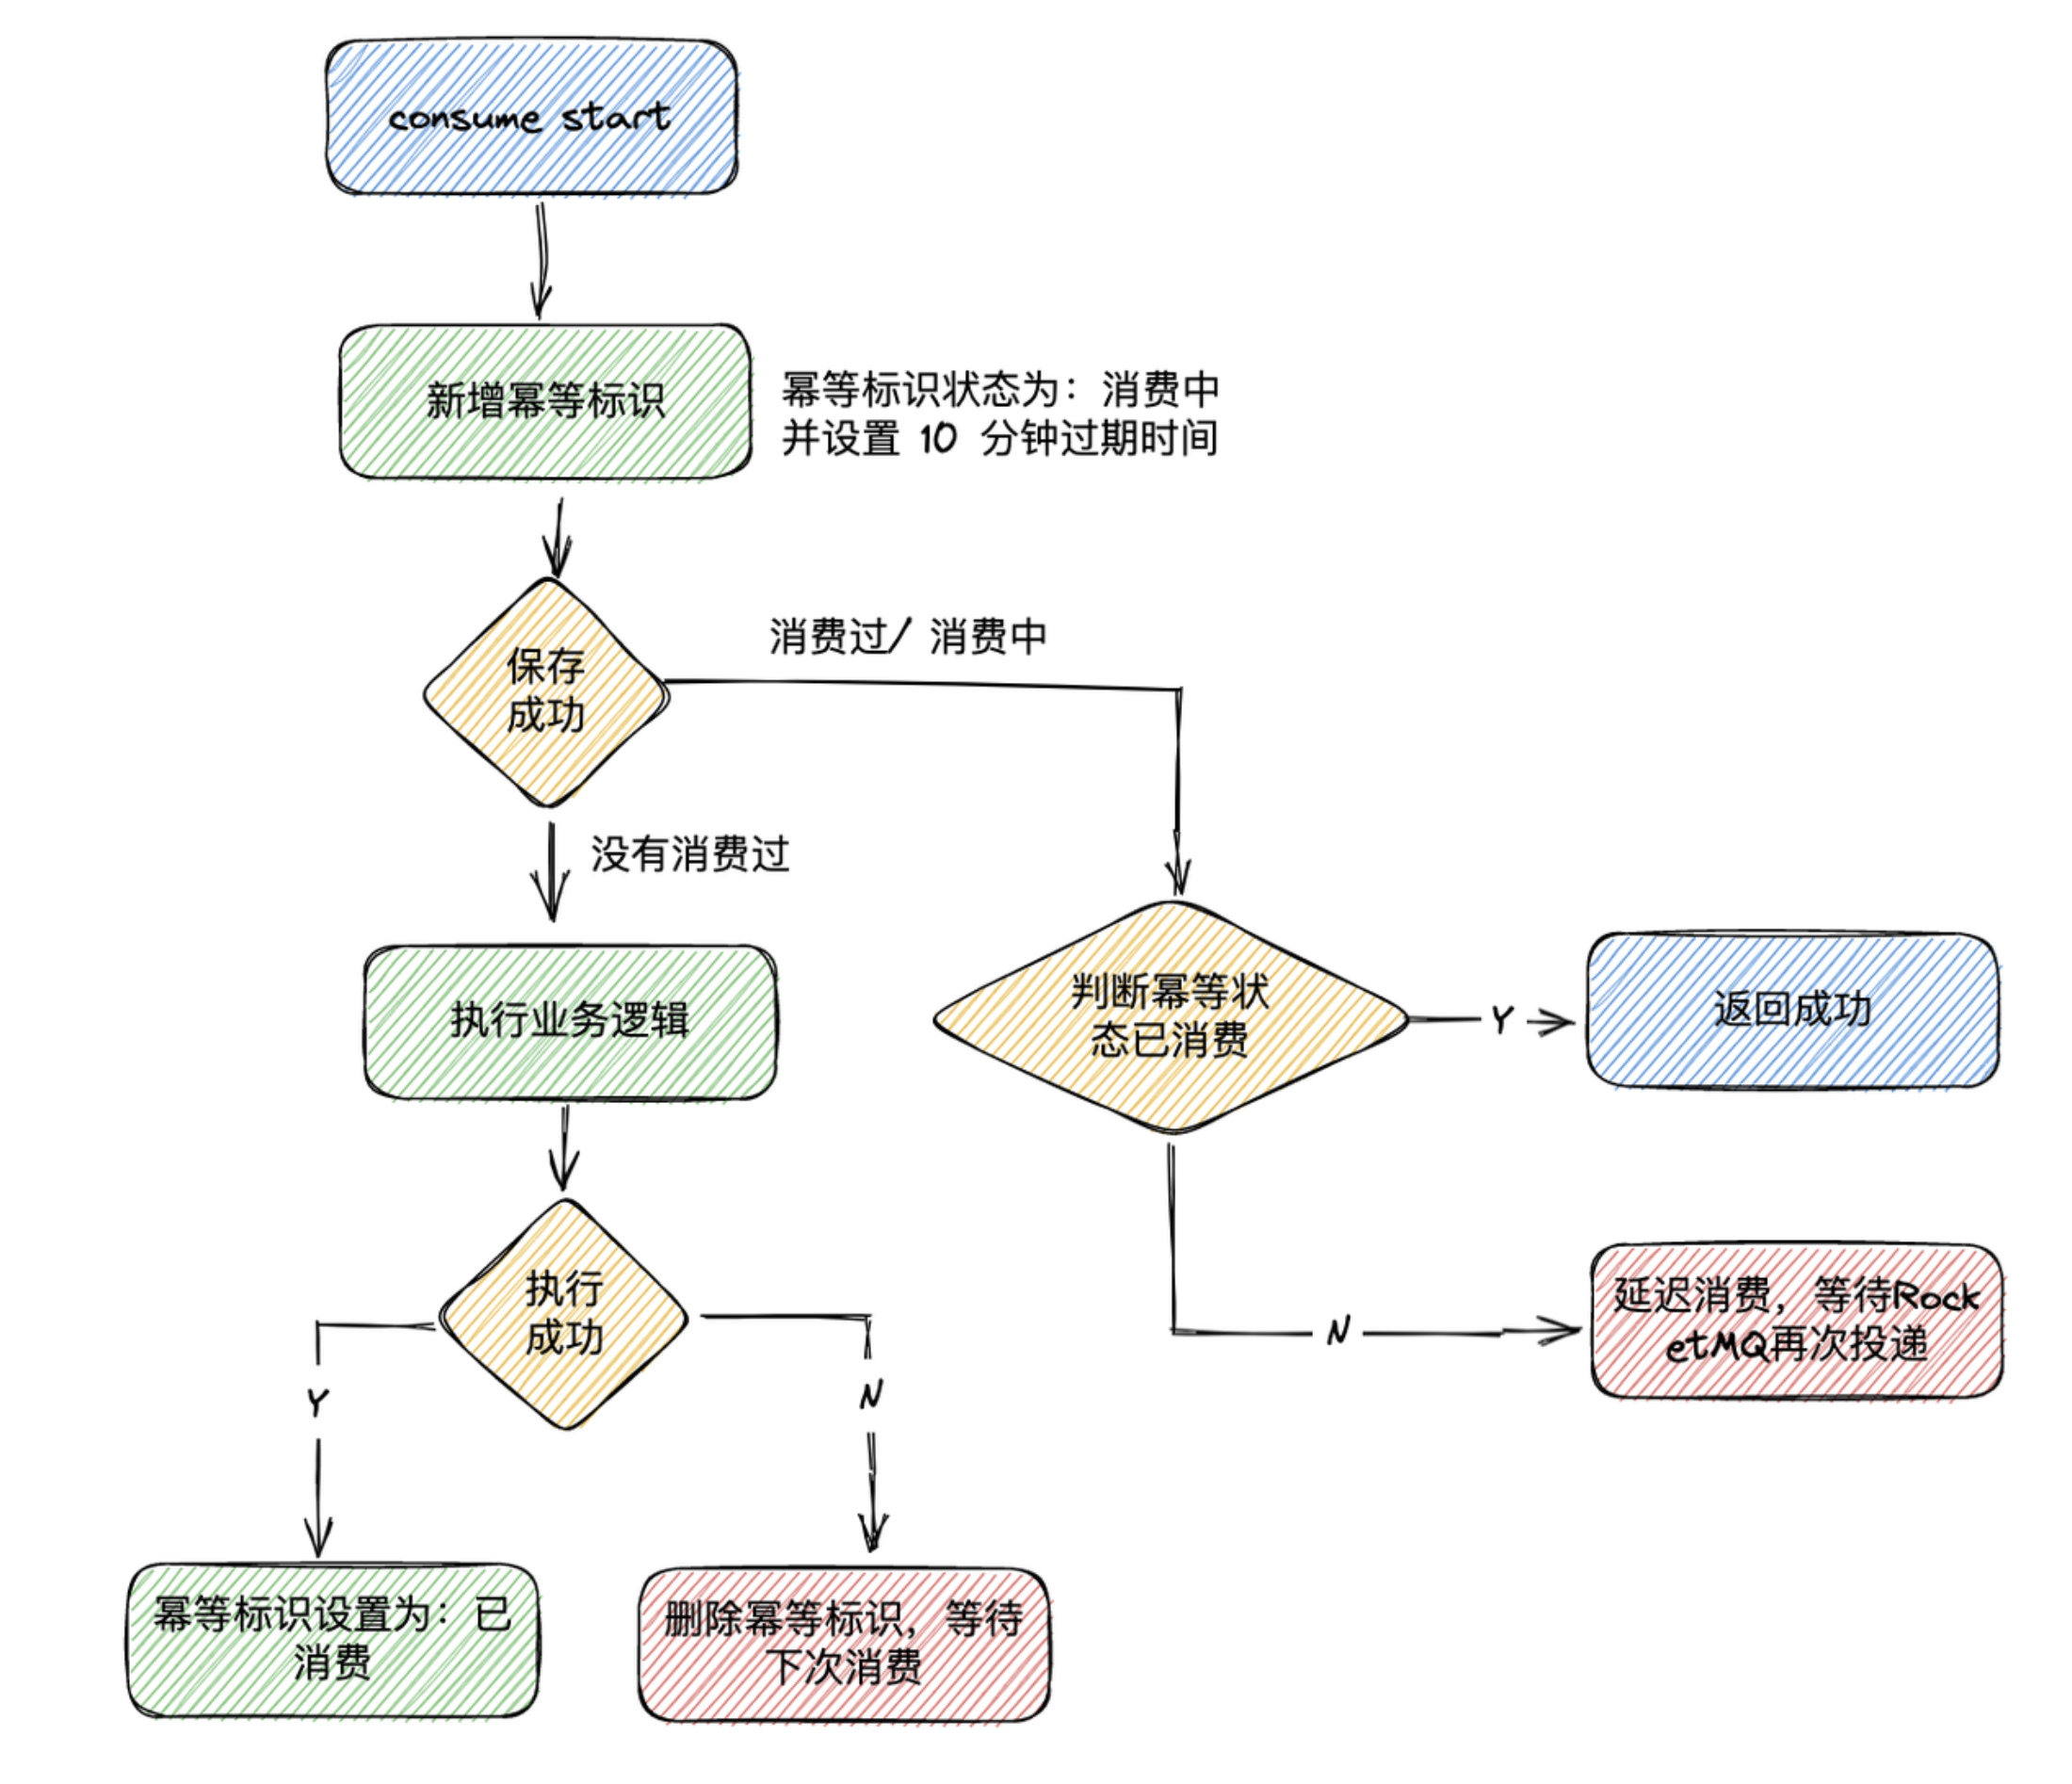 consume start
新增幂等标识
幂等标识状态为：消费中
并设置 10 分钟过期时间
保存
成功
消费过/ 消费中
没有消费过
执行业务逻辑
判断幂等状
态已消费
Y
返回成功
执行
成功
Y
N
N
延迟消费，等待Rock
etMQ再次投递
幂等标识设置为：已
消费
删除幂等标识，等待
下次消费